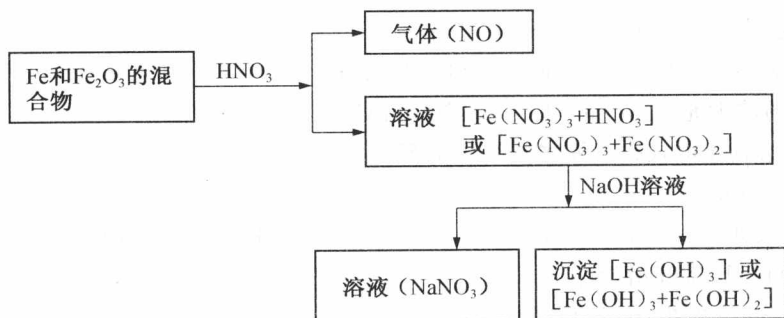 气体（NO）
Fe和Fe₂O₃的混
合物
HNO₃
溶液 [Fe(NO₃)₃+HNO₃]
或 [Fe(NO₃)₃+Fe(NO₃)₂]
NaOH溶液
溶液（NaNO₃）
沉淀 [Fe(OH)₃] 或
[Fe(OH)₃+Fe(OH)₂]